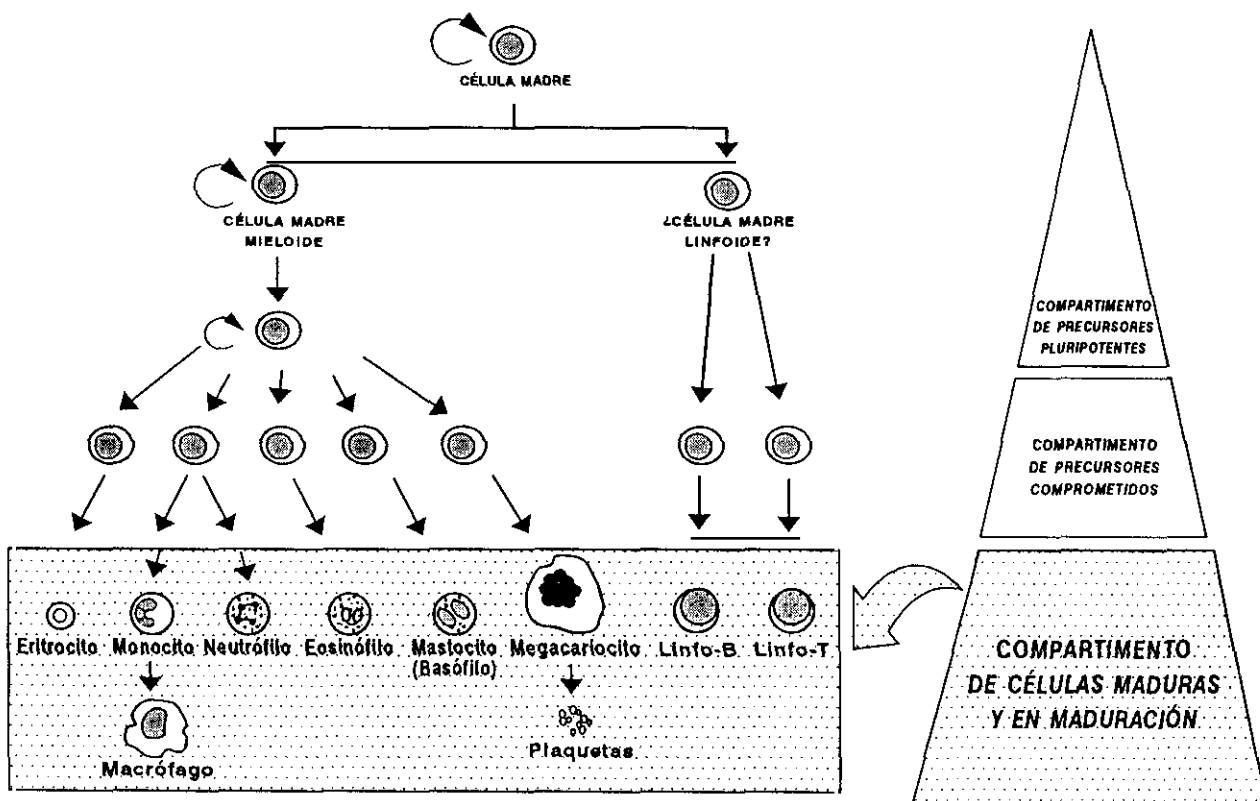 CÉLULA MADRE
CÉLULA MADRE
MIELOIDE
¿CÉLULA MADRE
LINFOIDE?
COMPARTIMENTO
DE PRECURSORES
PLURIPOTENTES
COMPARTIMENTO
DE PRECURSORES
COMPROMETIDOS
Eritrocito Monocito Neutrófilo Eosinófilo Mastocito Megacariocito Linfo-B Linfo-T
(Basófilo)
Macrófago
Plaquetas
COMPARTIMENTO
DE CÉLULAS MADURAS
Y EN MADURACIÓN